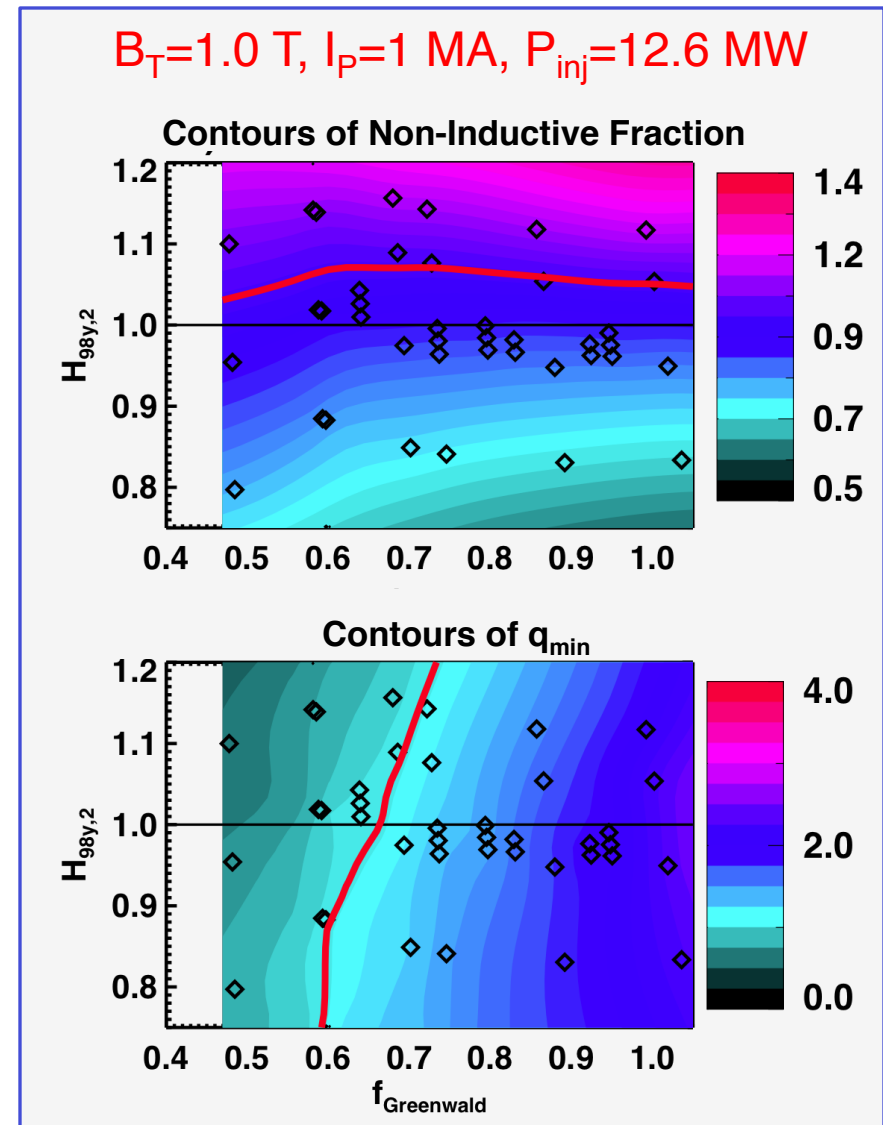 B_T=1.0 T, I_P=1 MA, P_inj=12.6 MW
Contours of Non-Inductive Fraction
H_98y,2
1.2
1.1
1.0
0.9
0.8
0.4 0.5 0.6 0.7 0.8 0.9 1.0
1.4
1.2
0.9
0.7
0.5
Contours of q_min
H_98y,2
1.2
1.1
1.0
0.9
0.8
0.4 0.5 0.6 0.7 0.8 0.9 1.0
f_Greenwald
4.0
2.0
0.0